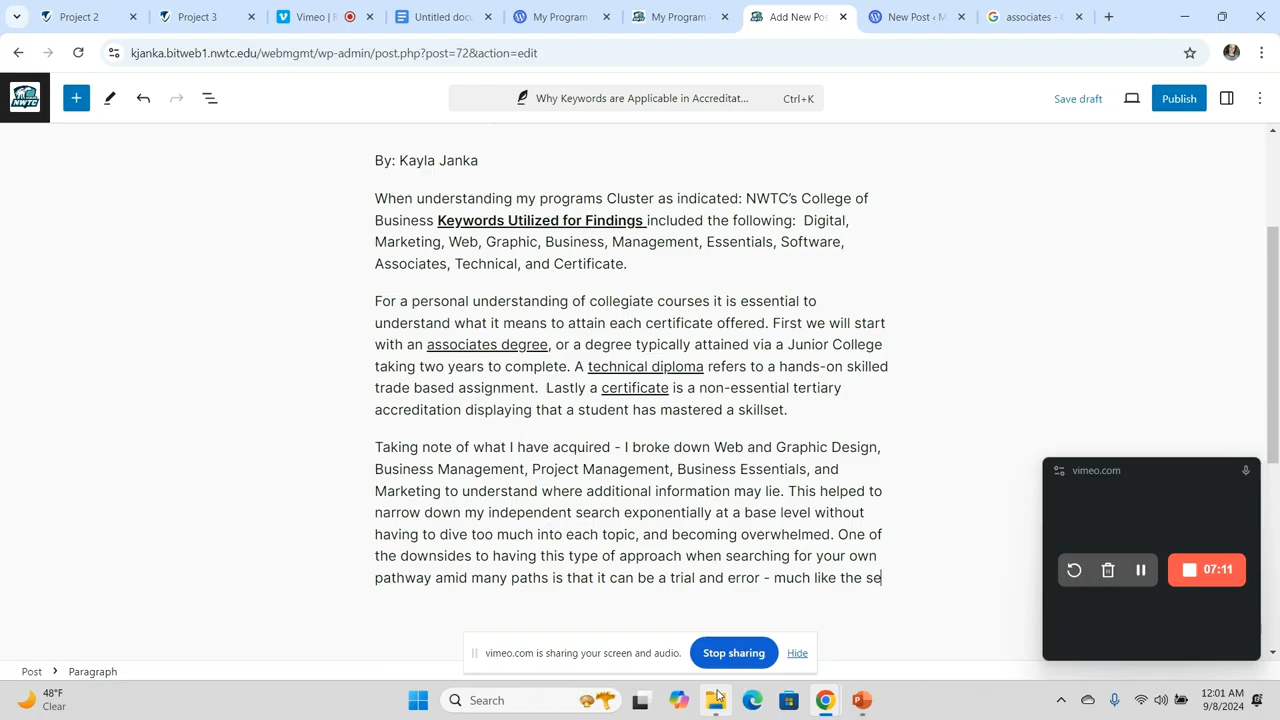 Project 2
Project 3
Vimeo | R
Untitled docu
My Program
My Program
Add New Pos
New Post ‹ M
associates - G
kjanka.bitweb1.nwtc.edu/webmgmt/wp-admin/post.php?post=72&action=edit
NWTC
Why Keywords are Applicable in Accreditat...
Ctrl+K
Save draft
Publish
By: Kayla Janka
When understanding my programs Cluster as indicated: NWTC's College of
Business Keywords Utilized for Findings included the following:  Digital,
Marketing, Web, Graphic, Business, Management, Essentials, Software,
Associates, Technical, and Certificate.
For a personal understanding of collegiate courses it is essential to
understand what it means to attain each certificate offered. First we will start
with an associates degree, or a degree typically attained via a Junior College
taking two years to complete. A technical diploma refers to a hands-on skilled
trade based assignment.  Lastly a certificate is a non-essential tertiary
accreditation displaying that a student has mastered a skillset.
Taking note of what I have acquired - I broke down Web and Graphic Design,
Business Management, Project Management, Business Essentials, and
Marketing to understand where additional information may lie. This helped to
narrow down my independent search exponentially at a base level without
having to dive too much into each topic, and becoming overwhelmed. One of
the downsides to having this type of approach when searching for your own
pathway amid many paths is that it can be a trial and error - much like the se
vimeo.com
07:11
vimeo.com is sharing your screen and audio.
Stop sharing
Hide
Post
Paragraph
48°F
Clear
Search
12:01 AM
9/8/2024